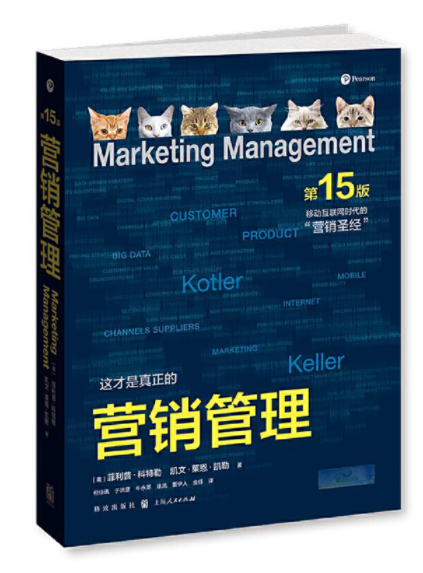 Pearson
Marketing Management
第15版
移动互联网时代的
“营销圣经”
CUSTOMER
PRODUCT
BIG DATA
Kotler
MOBILE
INTERNET
CHANNELS SUPPLIERS
MARKETING
Keller
这才是真正的
营销管理
[美]菲利普·科特勒 凯文·莱恩·凯勒 著
译
格致出版社 上海人民出版社
第15版
营销管理
Marketing
Management